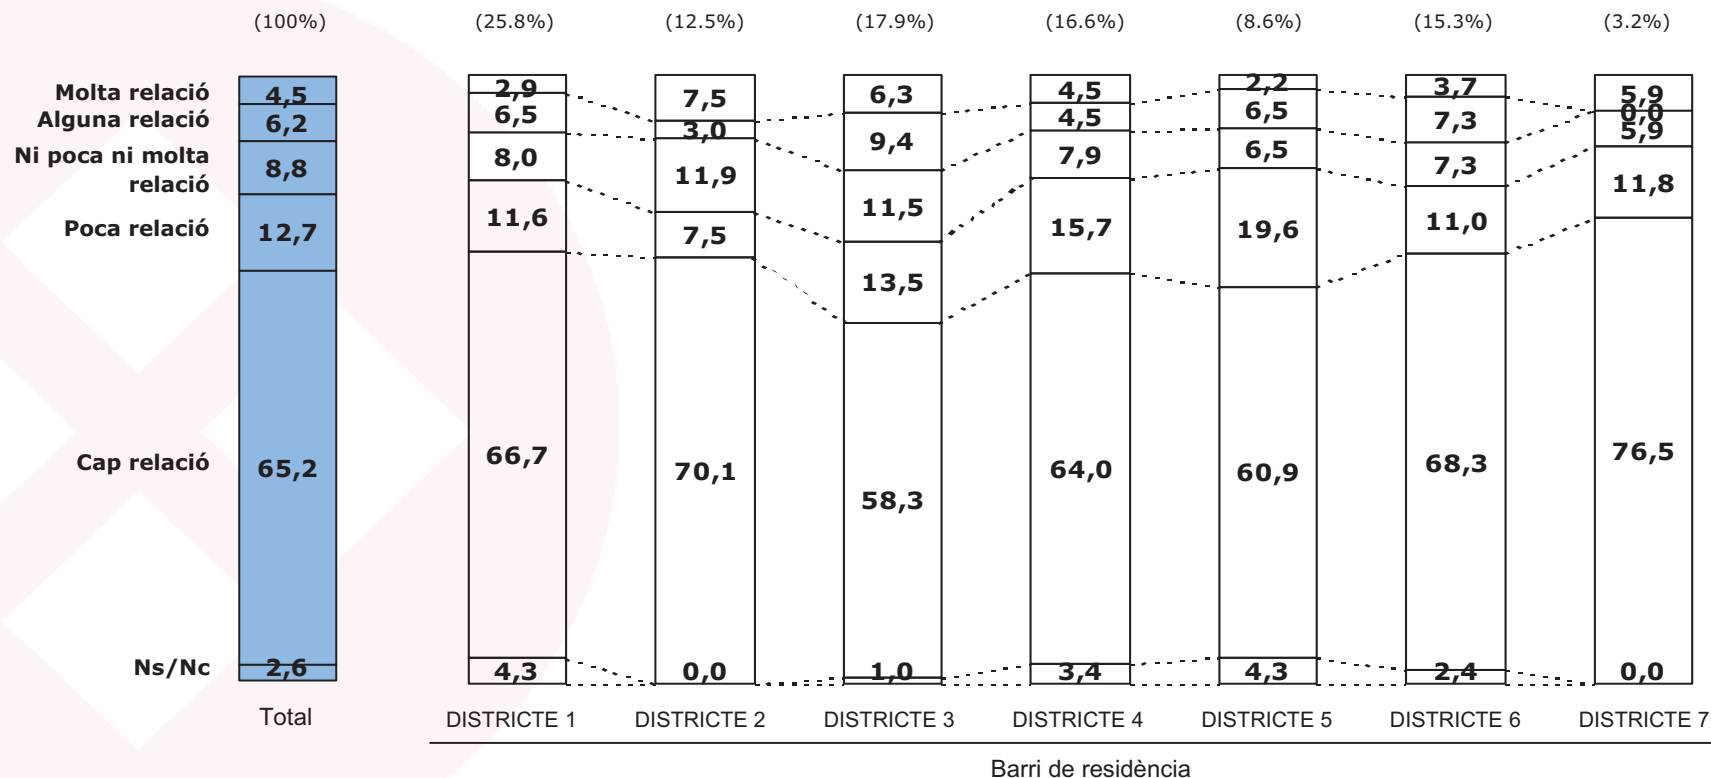 (100%) (25.8%) (12.5%) (17.9%) (16.6%) (8.6%) (15.3%) (3.2%)
Molta relació 4,5 2,9 7,5 6,3 4,5 2,2 3,7 5,9
Alguna relació 6,2 6,5 3,0 9,4 4,5 6,5 7,3 0,0
Ni poca ni molta
relació 8,8 8,0 11,9 11,5 7,9 6,5 7,3 5,9
Poca relació 12,7 11,6 7,5 13,5 15,7 19,6 11,0 11,8
Cap relació 65,2 66,7 70,1 58,3 64,0 60,9 68,3 76,5
Ns/Nc 2,6 4,3 0,0 1,0 3,4 4,3 2,4 0,0
Total DISTRICTE 1 DISTRICTE 2 DISTRICTE 3 DISTRICTE 4 DISTRICTE 5 DISTRICTE 6 DISTRICTE 7
Barri de residència